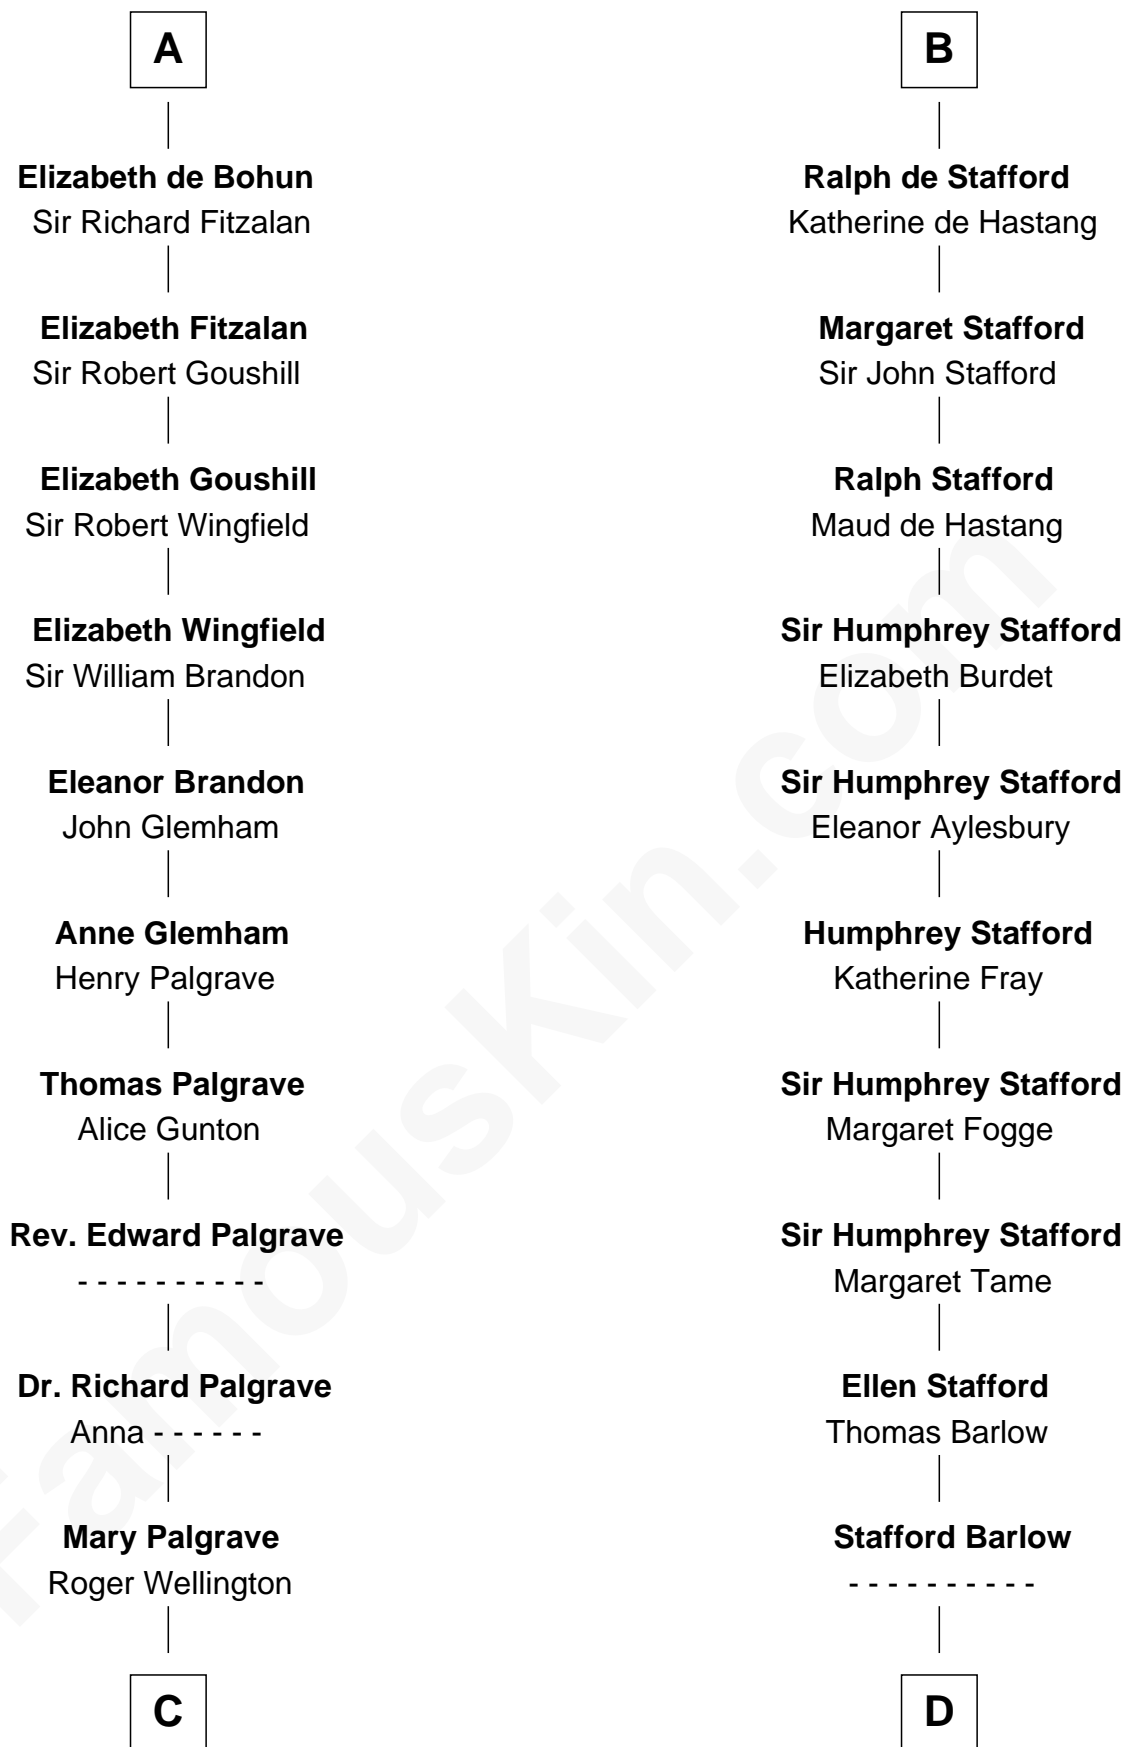 A
Elizabeth de Bohun
Sir Richard Fitzalan
Elizabeth Fitzalan
Sir Robert Goushill
Elizabeth Goushill
Sir Robert Wingfield
Elizabeth Wingfield
Sir William Brandon
Eleanor Brandon
John Glemham
Anne Glemham
Henry Palgrave
Thomas Palgrave
Alice Gunton
Rev. Edward Palgrave
- - - - - - - - - -
Dr. Richard Palgrave
Anna - - - - - -
Mary Palgrave
Roger Wellington
C
B
Ralph de Stafford
Katherine de Hastang
Margaret Stafford
Sir John Stafford
Ralph Stafford
Maud de Hastang
Sir Humphrey Stafford
Elizabeth Burdet
Sir Humphrey Stafford
Eleanor Aylesbury
Humphrey Stafford
Katherine Fray
Sir Humphrey Stafford
Margaret Fogge
Sir Humphrey Stafford
Margaret Tame
Ellen Stafford
Thomas Barlow
Stafford Barlow
- - - - - - - - - -
D
FamousKin.com